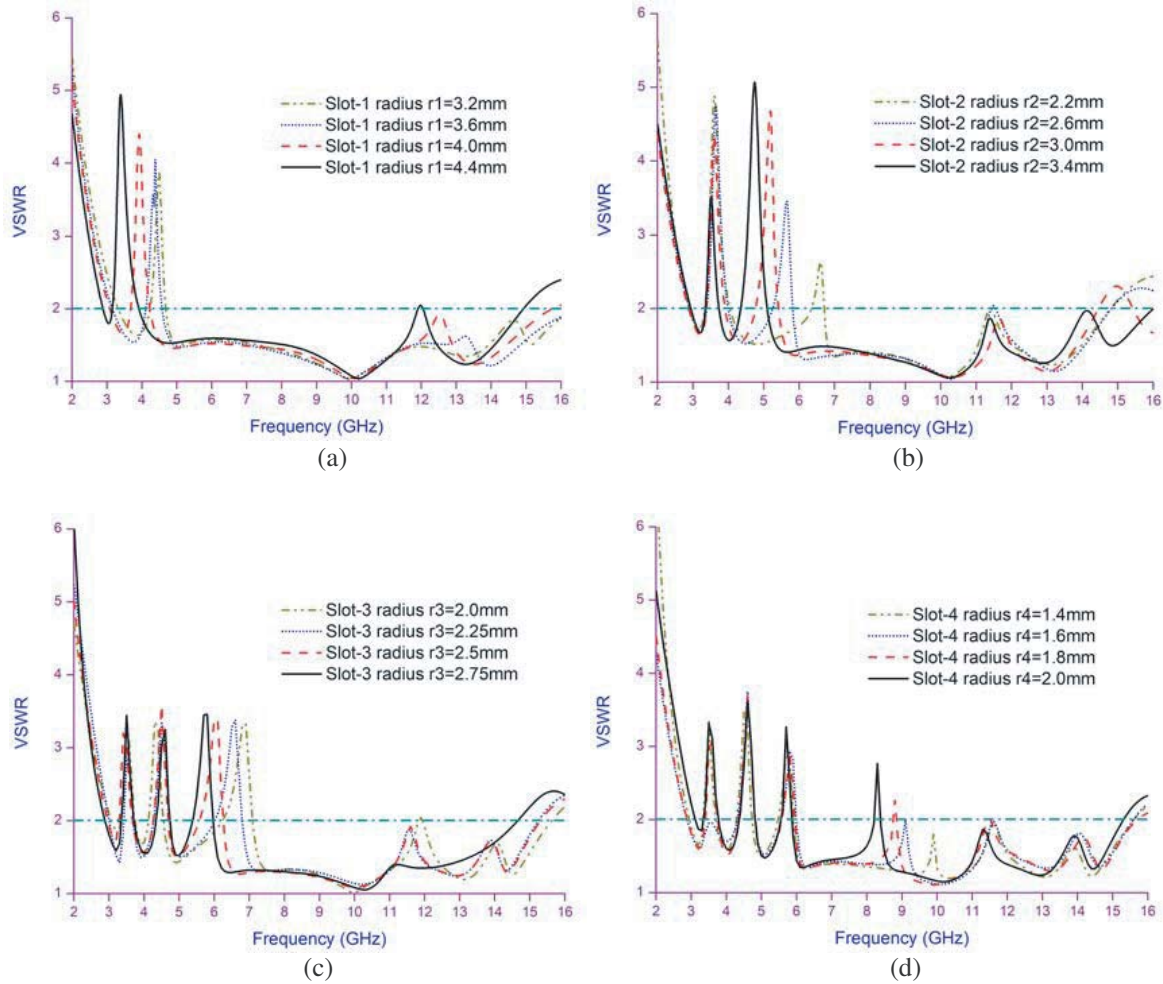 6
5
4
3
2
1
VSWR
Slot-1 radius r1=3.2mm
Slot-1 radius r1=3.6mm
Slot-1 radius r1=4.0mm
Slot-1 radius r1=4.4mm
2 3 4 5 6 7 8 9 10 11 12 13 14 15 16
Frequency (GHz)
(a)
6
5
4
3
2
1
VSWR
Slot-2 radius r2=2.2mm
Slot-2 radius r2=2.6mm
Slot-2 radius r2=3.0mm
Slot-2 radius r2=3.4mm
2 3 4 5 6 7 8 9 10 11 12 13 14 15 16
Frequency (GHz)
(b)
6
5
4
3
2
1
VSWR
Slot-3 radius r3=2.0mm
Slot-3 radius r3=2.25mm
Slot-3 radius r3=2.5mm
Slot-3 radius r3=2.75mm
2 3 4 5 6 7 8 9 10 11 12 13 14 15 16
Frequency (GHz)
(c)
6
5
4
3
2
1
VSWR
Slot-4 radius r4=1.4mm
Slot-4 radius r4=1.6mm
Slot-4 radius r4=1.8mm
Slot-4 radius r4=2.0mm
2 3 4 5 6 7 8 9 10 11 12 13 14 15 16
Frequency (GHz)
(d)